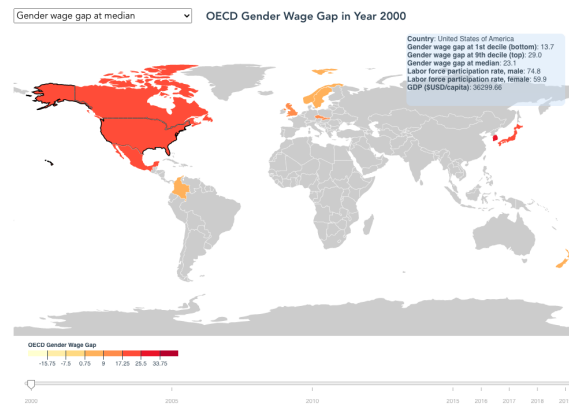 Gender wage gap at median
OECD Gender Wage Gap in Year 2000
Country: United States of America
Gender wage gap at 1st decile (bottom): 13.7
Gender wage gap at 9th decile (top): 29.0
Gender wage gap at median: 23.1
Labor force participation rate, male: 74.8
Labor force participation rate, female: 59.9
GDP ($USD/capita): 36299.66
OECD Gender Wage Gap
-15.75 -7.5 0.75 9 17.25 25.5 33.75
2000 2005 2010 2015 2016 2017 2018